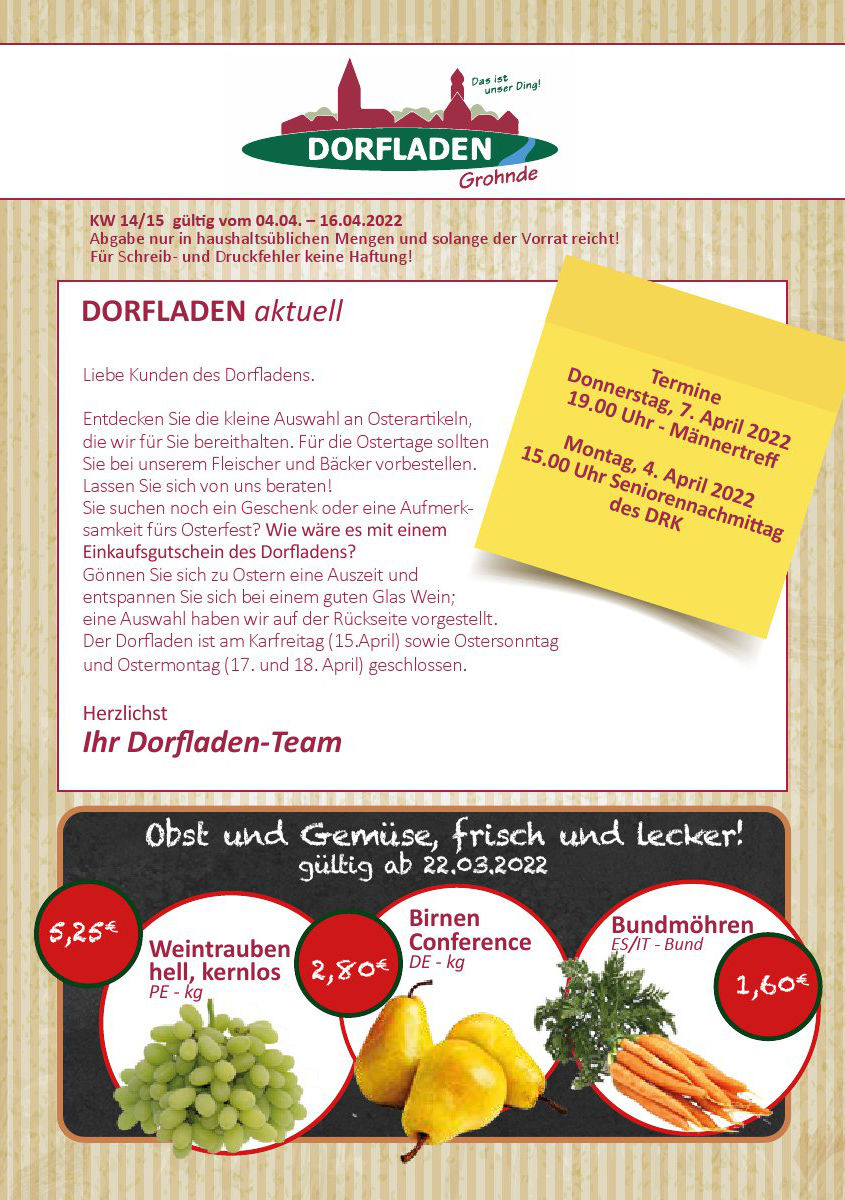 Das ist
unser Ding!
DORFLADEN
Grohnde
KW 14/15 gültig vom 04.04. – 16.04.2022
Abgabe nur in haushaltsüblichen Mengen und solange der Vorrat reicht!
Für Schreib- und Druckfehler keine Haftung!
DORFLADEN aktuell
Liebe Kunden des Dorfladens.
Entdecken Sie die kleine Auswahl an Osterartikeln,
die wir für Sie bereithalten. Für die Ostertage sollten
Sie bei unserem Fleischer und Bäcker vorbestellen.
Lassen Sie sich von uns beraten!
Sie suchen noch ein Geschenk oder eine Aufmerk-
samkeit fürs Osterfest? Wie wäre es mit einem
Einkaufsgutschein des Dorfladens?
Gönnen Sie sich zu Ostern eine Auszeit und
entspannen Sie sich bei einem guten Glas Wein;
eine Auswahl haben wir auf der Rückseite vorgestellt.
Der Dorfladen ist am Karfreitag (15.April) sowie Ostersonntag
und Ostermontag (17. und 18. April) geschlossen.
Herzlichst
Ihr Dorfladen-Team
Termine
Donnerstag, 7. April 2022
19.00 Uhr - Männertreff
Montag, 4. April 2022
15.00 Uhr Seniorennachmittag
des DRK
Obst und Gemüse, frisch und lecker!
gültig ab 22.03.2022
5,25€
Weintrauben
hell, kernlos
PE - kg
2,80€
Birnen
Conference
DE - kg
Bundmöhren
ES/IT - Bund
1,60€